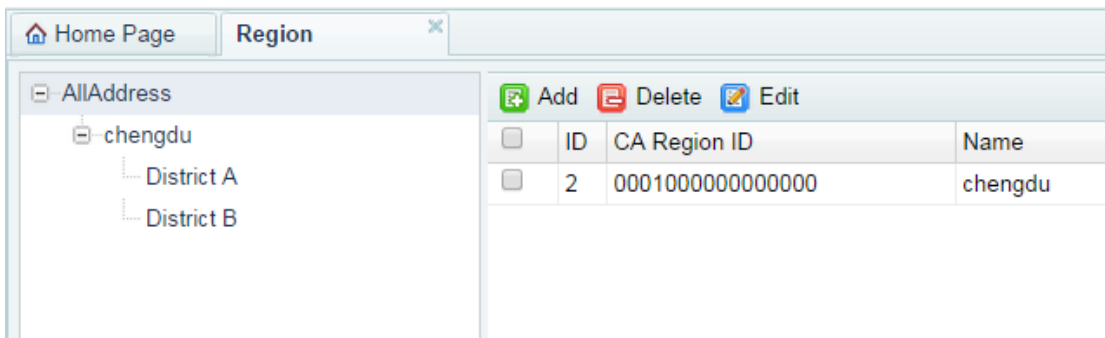 Home Page Region
AllAddress
chengdu
District A
District B
Add Delete Edit
ID CA Region ID Name
2 0001000000000000 chengdu